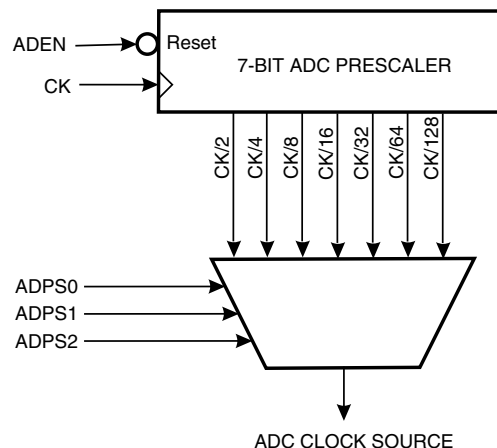 ADEN
Reset
7-BIT ADC PRESCALER
CK
CK/2
CK/4
CK/8
CK/16
CK/32
CK/64
CK/128
ADPS0
ADPS1
ADPS2
ADC CLOCK SOURCE